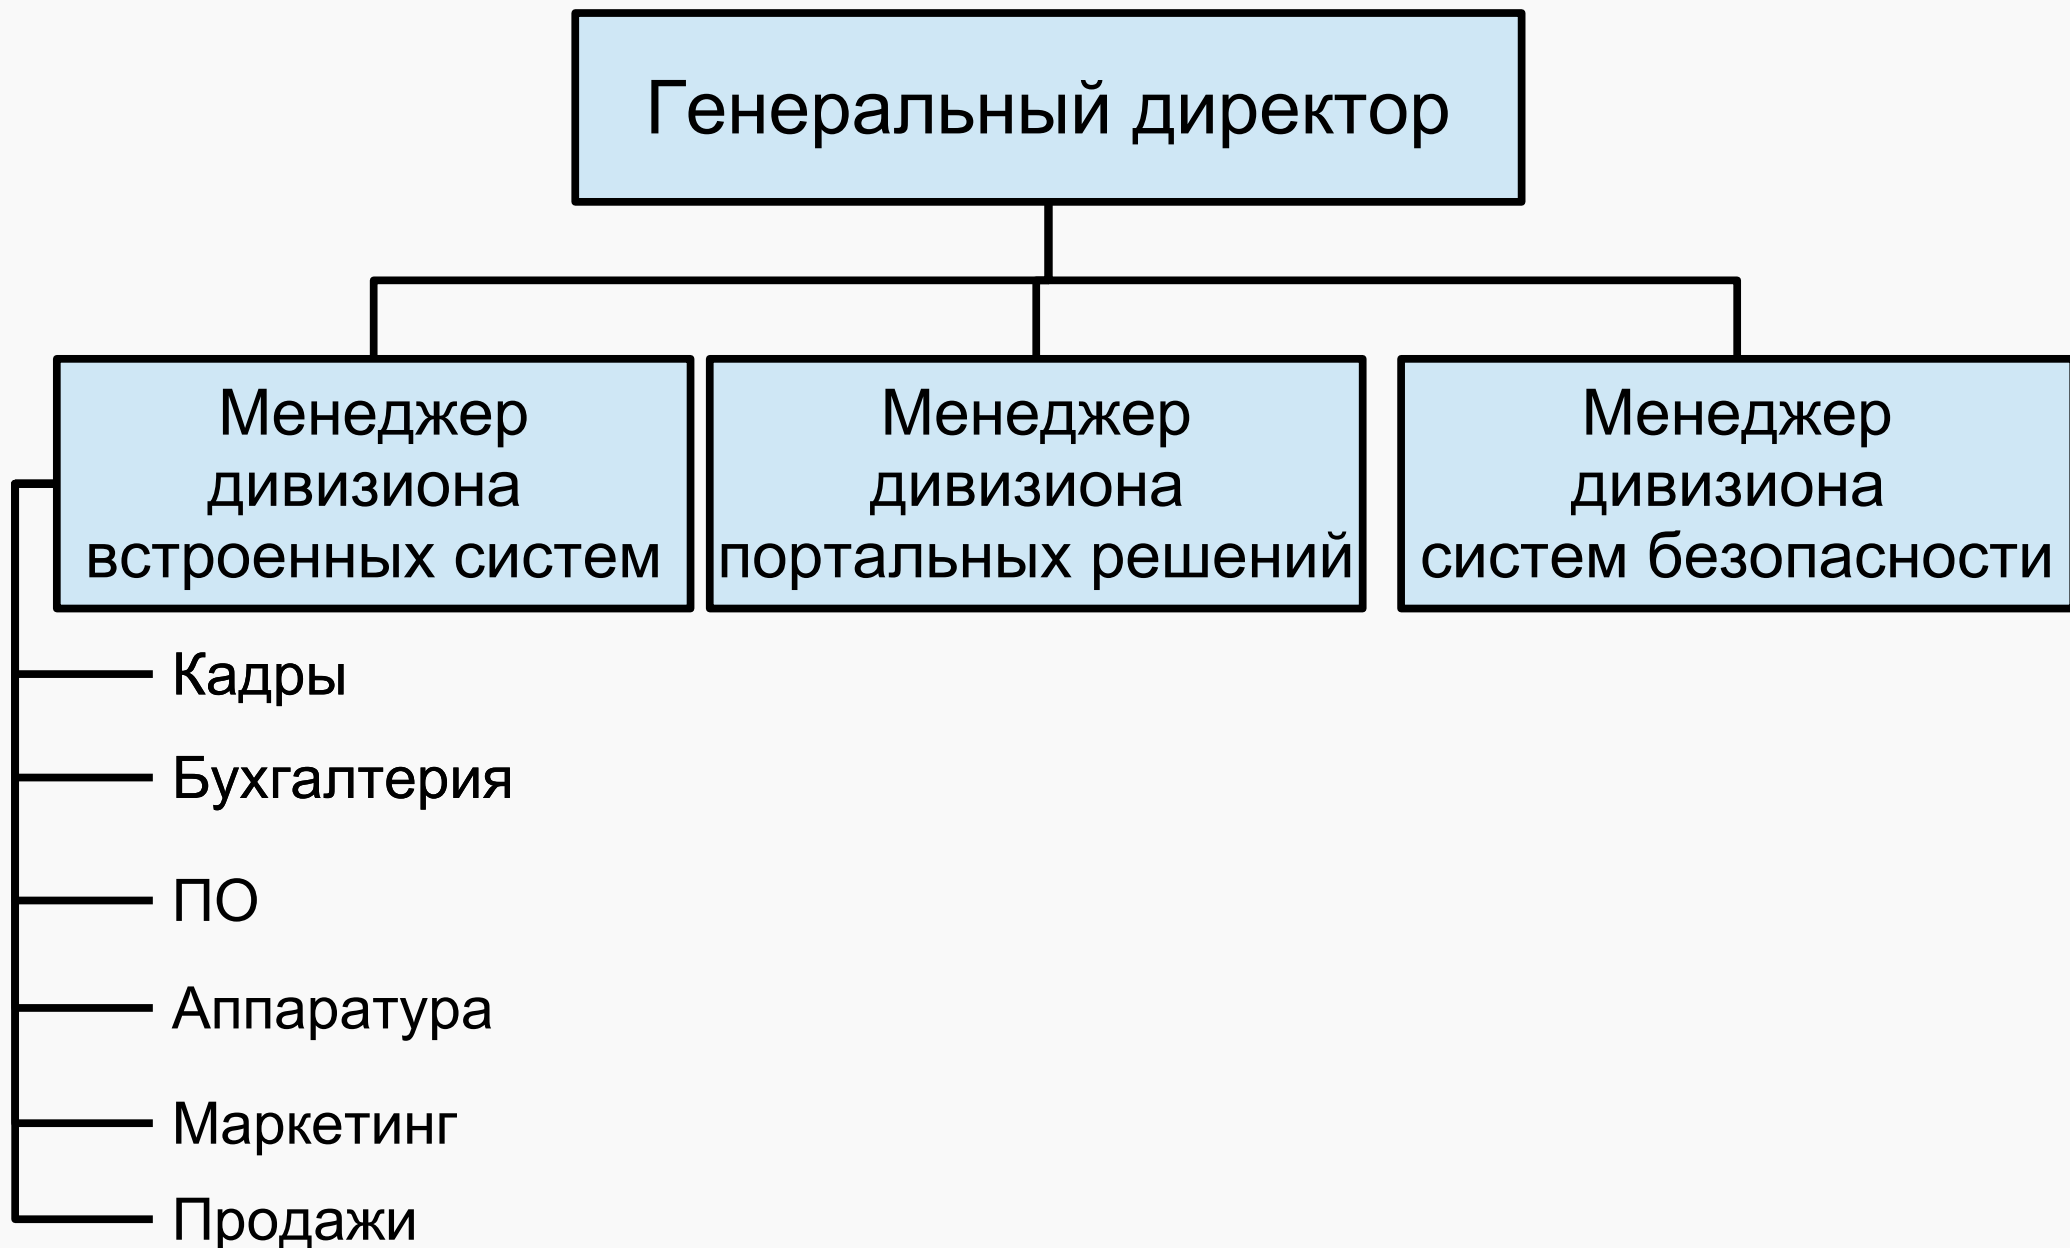 Генеральный директор
Менеджер
дивизиона
встроенных систем
Менеджер
дивизиона
портальных решений
Менеджер
дивизиона
систем безопасности
Кадры
Бухгалтерия
ПО
Аппаратура
Маркетинг
Продажи